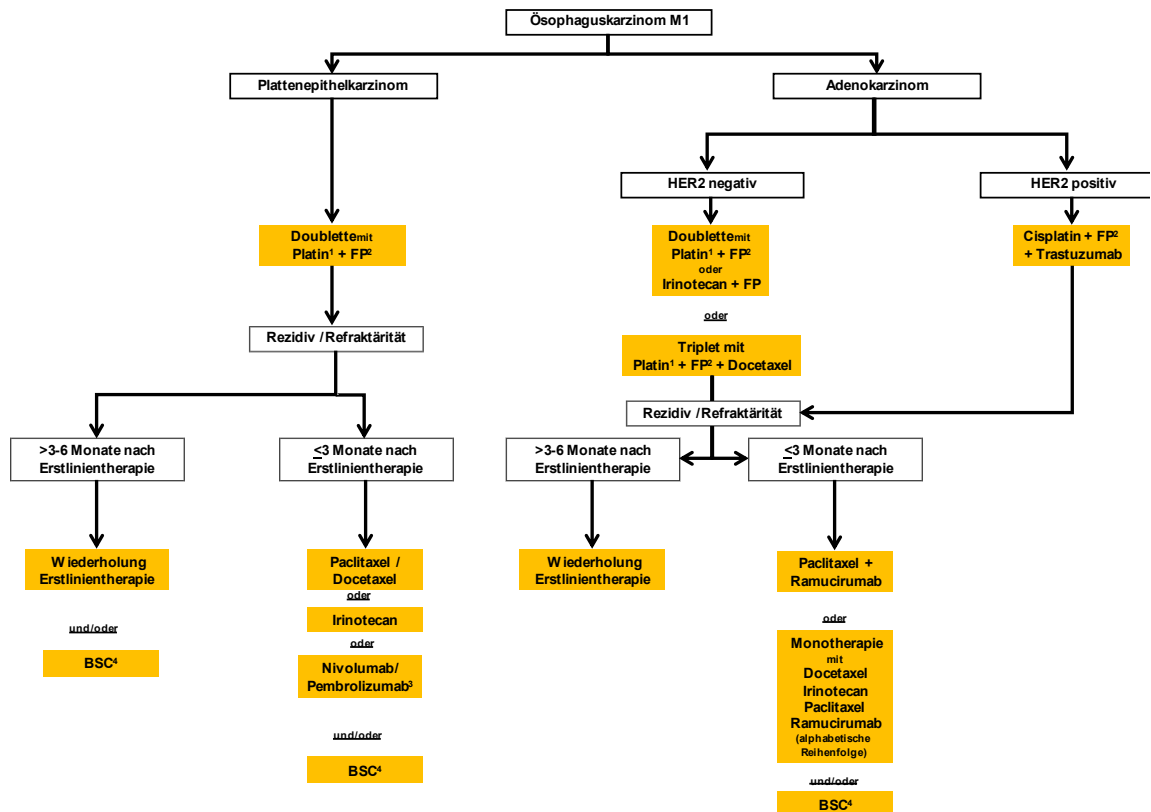 Ösophaguskarzinom M1
Plattenepithelkarzinom
Adenokarzinom
HER2 negativ
HER2 positiv
Doublette mit
Platin¹ + FP²
Doublette mit
Platin¹ + FP²
oder
Irinotecan + FP
Cisplatin + FP²
+ Trastuzumab
oder
Triplet mit
Platin¹ + FP² + Docetaxel
Rezidiv / Refraktärität
Rezidiv / Refraktärität
>3-6 Monate nach
Erstlinientherapie
≤3 Monate nach
Erstlinientherapie
>3-6 Monate nach
Erstlinientherapie
≤3 Monate nach
Erstlinientherapie
Wiederholung
Erstlinientherapie
und/oder
BSC⁴
Paclitaxel /
Docetaxel
oder
Irinotecan
oder
Nivolumab/
Pembrolizumab³
und/oder
BSC⁴
Wiederholung
Erstlinientherapie
Paclitaxel +
Ramucirumab
oder
Monotherapie
mit
Docetaxel
Irinotecan
Paclitaxel
Ramucirumab
(alphabetische
Reihenfolge)
und/oder
BSC⁴